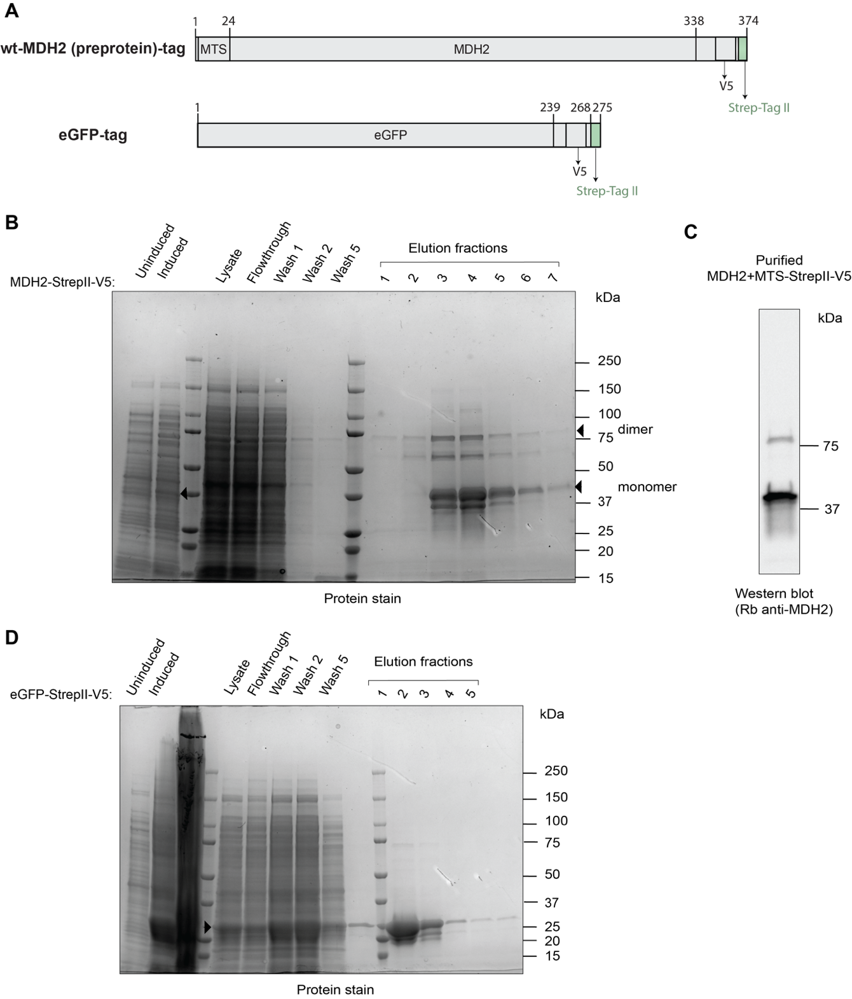 A
1 24 338 374
wt-MDH2 (preprotein)-tag MTS MDH2
V5
Strep-Tag II
1 239 268 275
eGFP-tag eGFP
V5
Strep-Tag II
B
MDH2-StrepII-V5: Uninduced Induced Lysate Flowthrough Wash 1 Wash 2 Wash 5
Elution fractions
1 2 3 4 5 6 7
kDa
250
150
100
dimer
75
50
monomer
37
25
20
15
Protein stain
C
Purified
MDH2+MTS-StrepII-V5
kDa
75
37
Western blot
(Rb anti-MDH2)
D
eGFP-StrepII-V5: Uninduced Induced Lysate Flowthrough Wash 1 Wash 2 Wash 5
Elution fractions
1 2 3 4 5
kDa
250
150
100
75
50
37
25
20
15
Protein stain